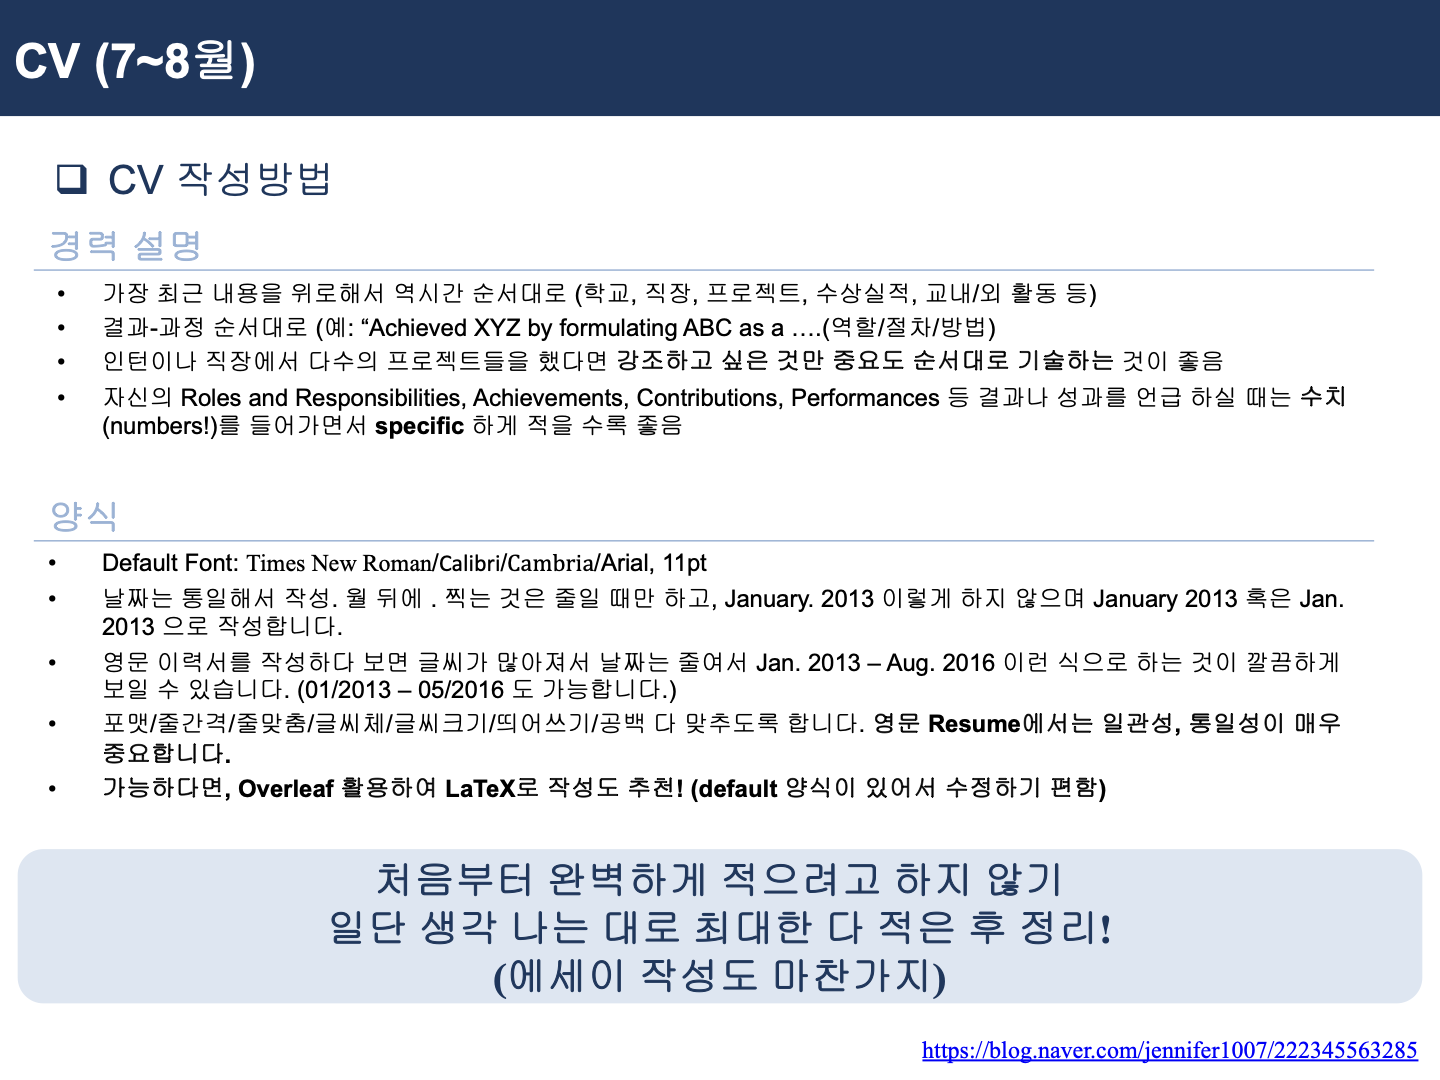 CV (7~8월)
❑ CV 작성방법
경력 설명
• 가장 최근 내용을 위로해서 역시간 순서대로 (학교, 직장, 프로젝트, 수상실적, 교내/외 활동 등)
• 결과-과정 순서대로 (예: “Achieved XYZ by formulating ABC as a ….(역할/절차/방법)
• 인턴이나 직장에서 다수의 프로젝트들을 했다면 강조하고 싶은 것만 중요도 순서대로 기술하는 것이 좋음
• 자신의 Roles and Responsibilities, Achievements, Contributions, Performances 등 결과나 성과를 언급 하실 때는 수치
(numbers!)를 들어가면서 specific 하게 적을 수록 좋음
양식
• Default Font: Times New Roman/Calibri/Cambria/Arial, 11pt
• 날짜는 통일해서 작성. 월 뒤에 . 찍는 것은 줄일 때만 하고, January. 2013 이렇게 하지 않으며 January 2013 혹은 Jan.
2013 으로 작성합니다.
• 영문 이력서를 작성하다 보면 글씨가 많아져서 날짜는 줄여서 Jan. 2013 – Aug. 2016 이런 식으로 하는 것이 깔끔하게
보일 수 있습니다. (01/2013 – 05/2016 도 가능합니다.)
• 포맷/줄간격/줄맞춤/글씨체/글씨크기/띄어쓰기/공백 다 맞추도록 합니다. 영문 Resume에서는 일관성, 통일성이 매우
중요합니다.
• 가능하다면, Overleaf 활용하여 LaTeX로 작성도 추천! (default 양식이 있어서 수정하기 편함)
처음부터 완벽하게 적으려고 하지 않기
일단 생각 나는 대로 최대한 다 적은 후 정리!
(에세이 작성도 마찬가지)
https://blog.naver.com/jennifer1007/222345563285